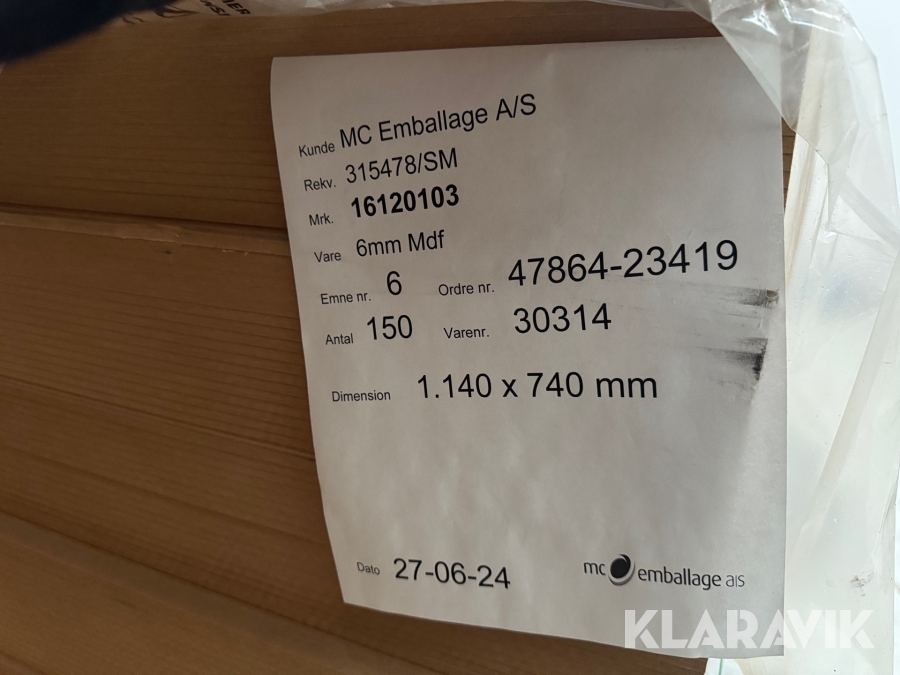 Kunde MC Emballage A/S
Rekv. 315478/SM
Mrk. 16120103
Vare 6mm Mdf
Emne nr. 6 Ordre nr. 47864-23419
Antal 150 Varenr. 30314
Dimension 1.140 x 740 mm
Dato 27-06-24
mc emballage a/s
KLARAVIK